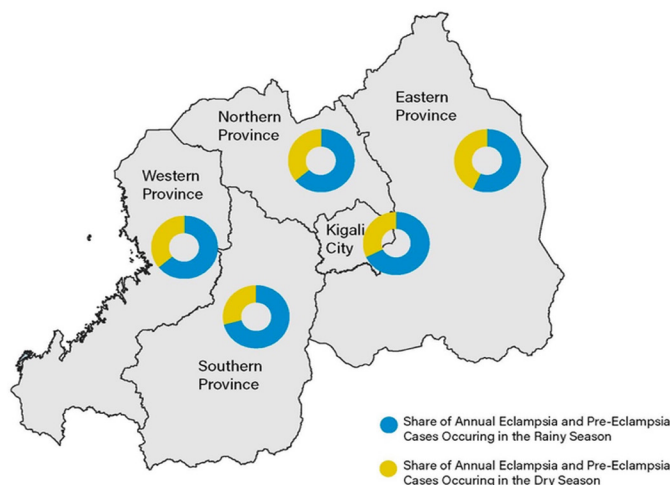 Northern
Province
Eastern
Province
Western
Province
Kigali
City
Southern
Province
Share of Annual Eclampsia and Pre-Eclampsia
Cases Occuring in the Rainy Season
Share of Annual Eclampsia and Pre-Eclampsia
Cases Occuring in the Dry Season